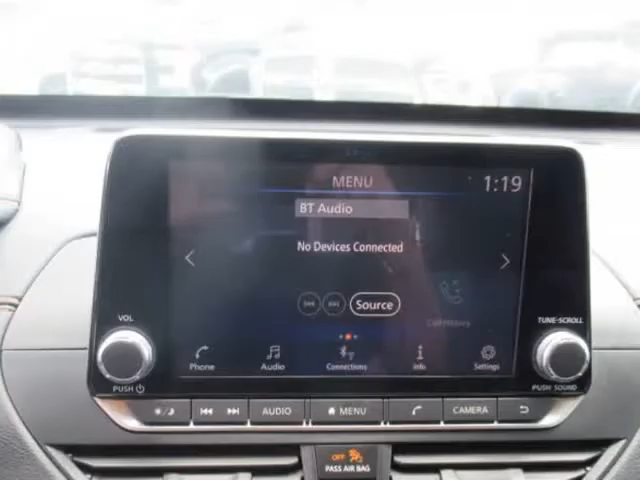 MENU
1:19
BT Audio
No Devices Connected
Source
Call History
VOL
TUNE·SCROLL
Phone
Audio
Connections
Info
Settings
PUSH
PUSH SOUND
AUDIO
MENU
CAMERA
OFF
PASS AIR BAG